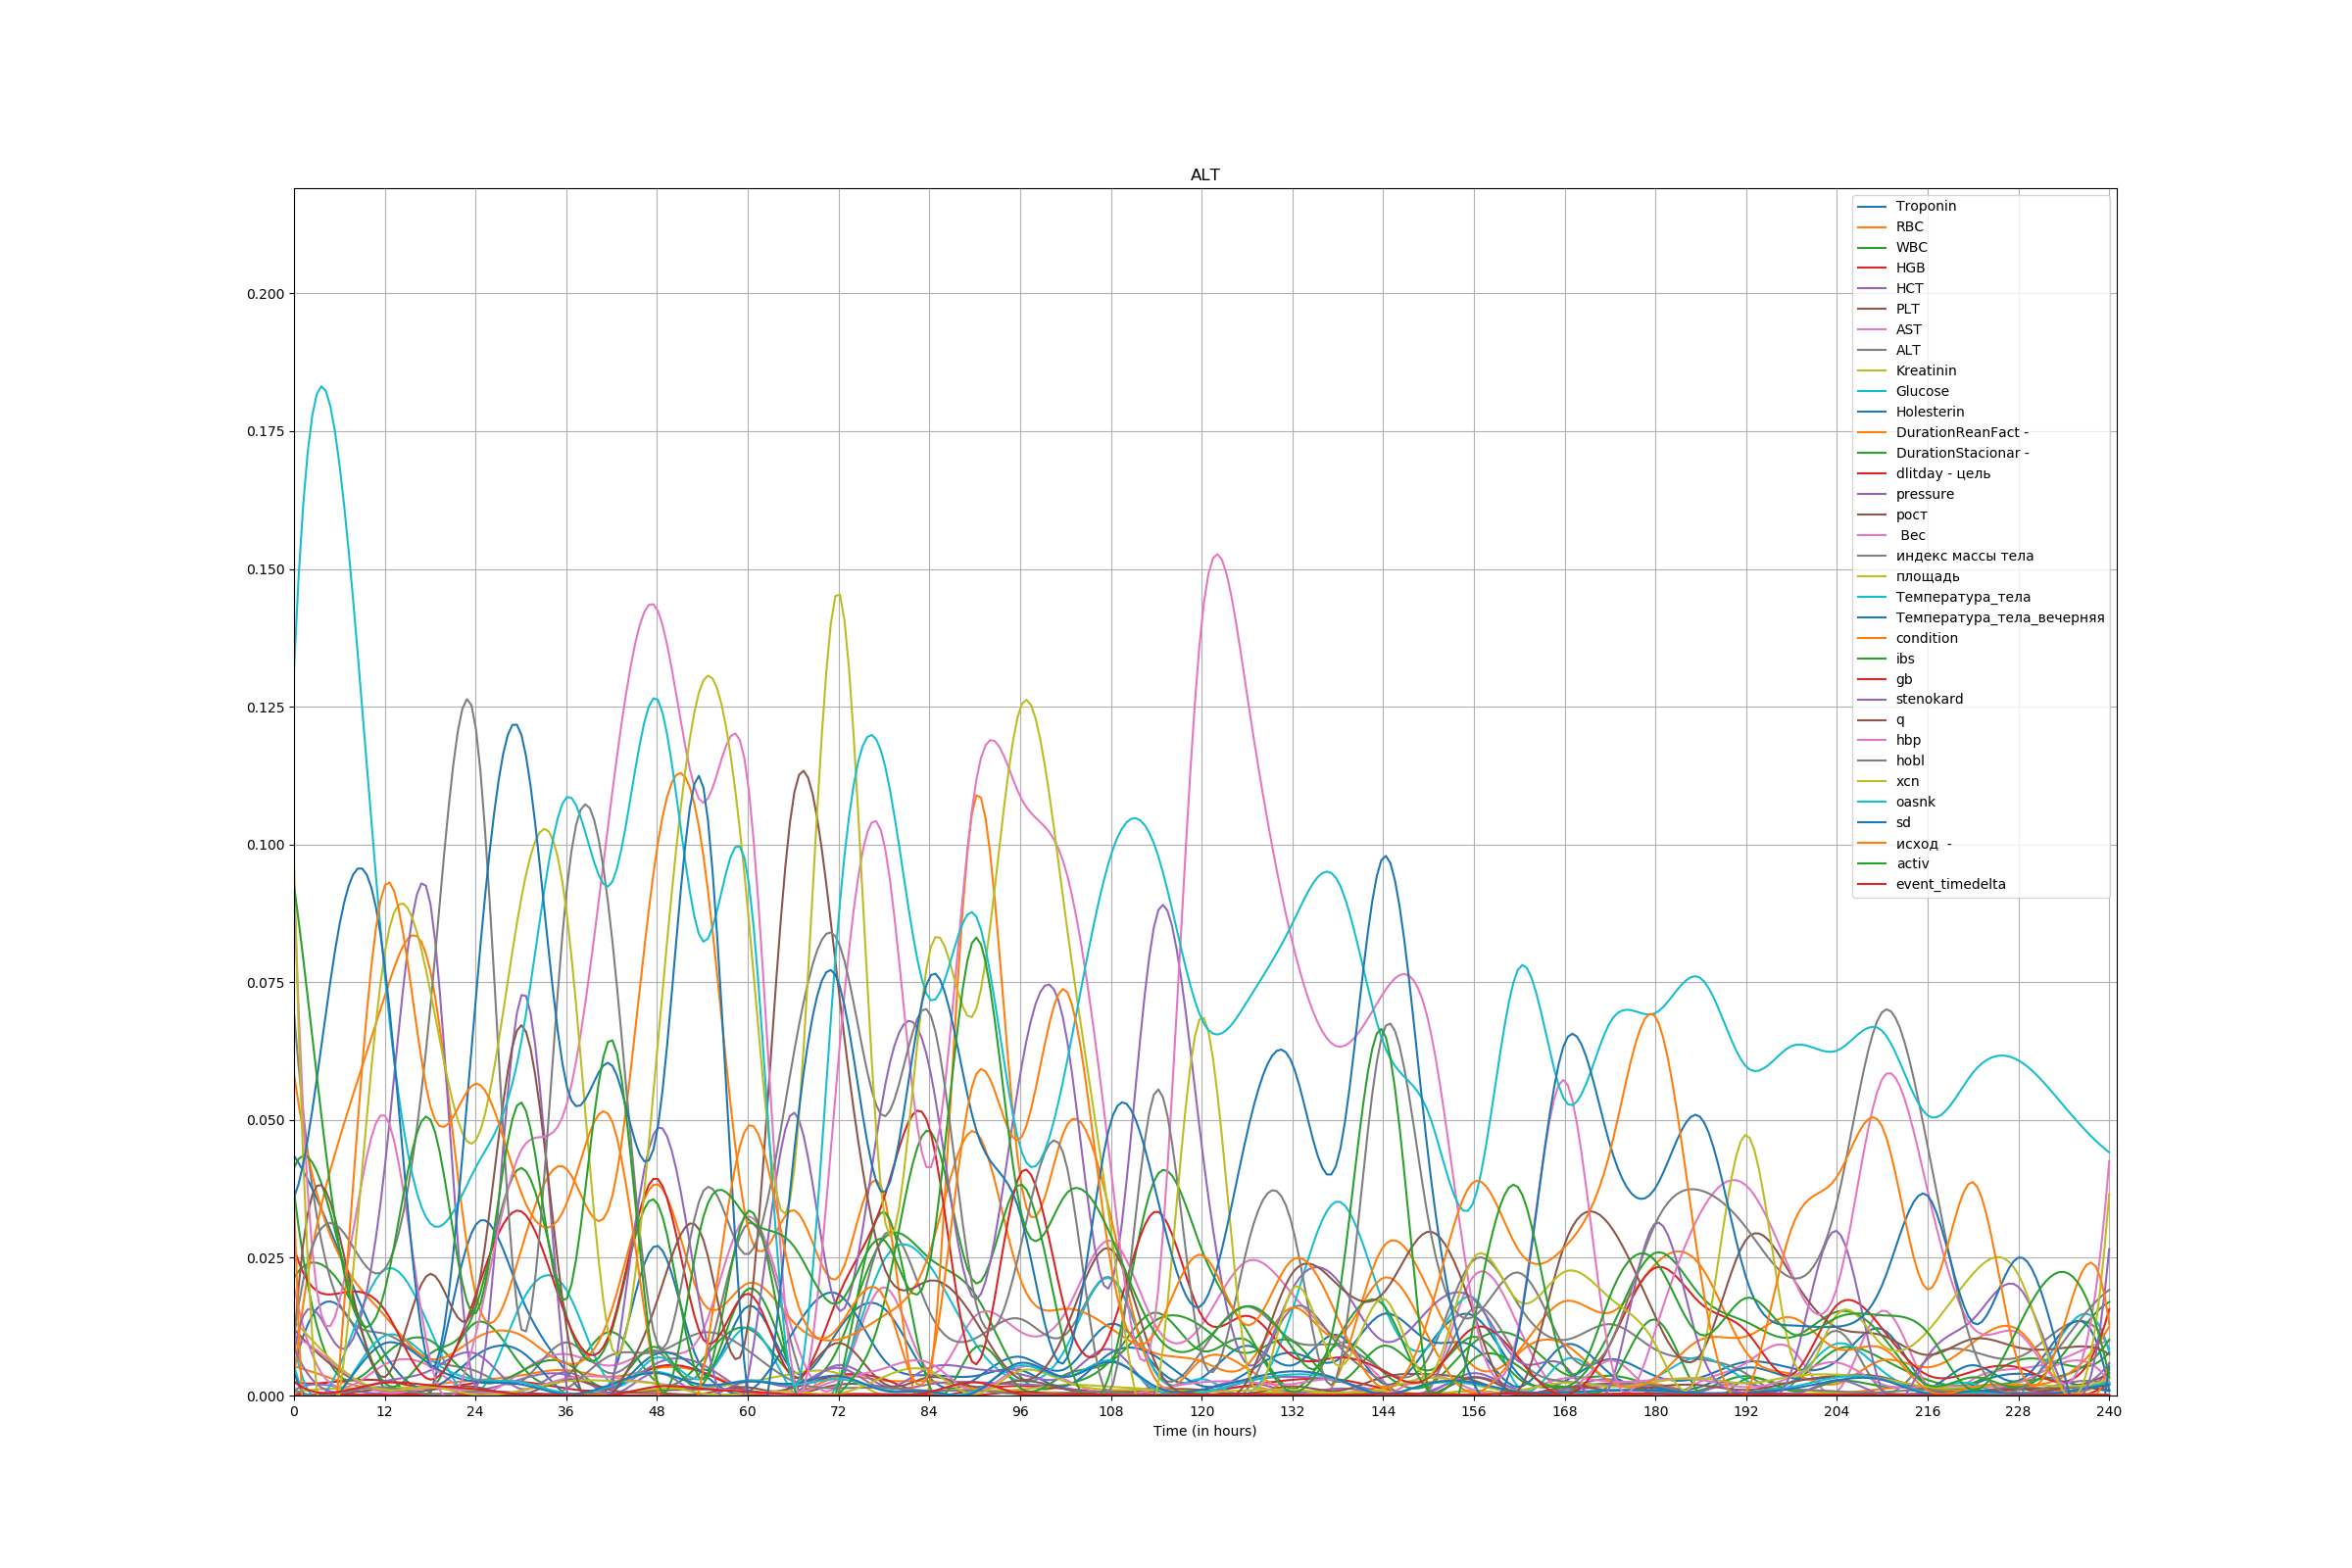 ALT
0.200
0.175
0.150
0.125
0.100
0.075
0.050
0.025
0.000
0 12 24 36 48 60 72 84 96 108 120 132 144 156 168 180 192 204 216 228 240
Time (in hours)
Troponin
RBC
WBC
HGB
HCT
PLT
AST
ALT
Kreatinin
Glucose
Holesterin
DurationReanFact -
DurationStacionar -
dlitday - цель
pressure
рост
Вес
индекс массы тела
площадь
Температура_тела
Температура_тела_вечерняя
condition
ibs
gb
stenokard
q
hbp
hobl
xcn
oasnk
sd
исход  -
activ
event_timedelta